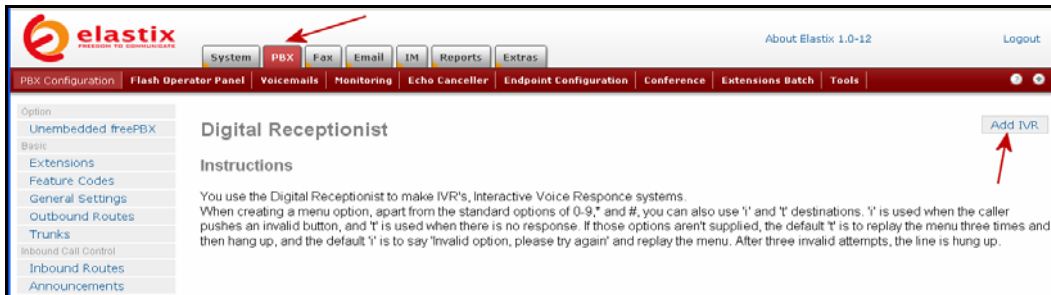 elastix
FREEDOM TO COMMUNICATE
About Elastix 1.0-12
Logout
System PBX Fax Email IM Reports Extras
PBX Configuration Flash Operator Panel Voicemails Monitoring Echo Canceller Endpoint Configuration Conference Extensions Batch Tools
Option
Unembedded freePBX
Basic
Extensions
Feature Codes
General Settings
Outbound Routes
Trunks
Inbound Call Control
Inbound Routes
Announcements
Digital Receptionist
Add IVR
Instructions
You use the Digital Receptionist to make IVR's, Interactive Voice Responce systems.
When creating a menu option, apart from the standard options of 0-9,* and #, you can also use 'i' and 't' destinations. 'i' is used when the caller
pushes an invalid button, and 't' is used when there is no response. If those options aren't supplied, the default 't' is to replay the menu three times and
then hang up, and the default 'i' is to say 'Invalid option, please try again' and replay the menu. After three invalid attempts, the line is hung up.